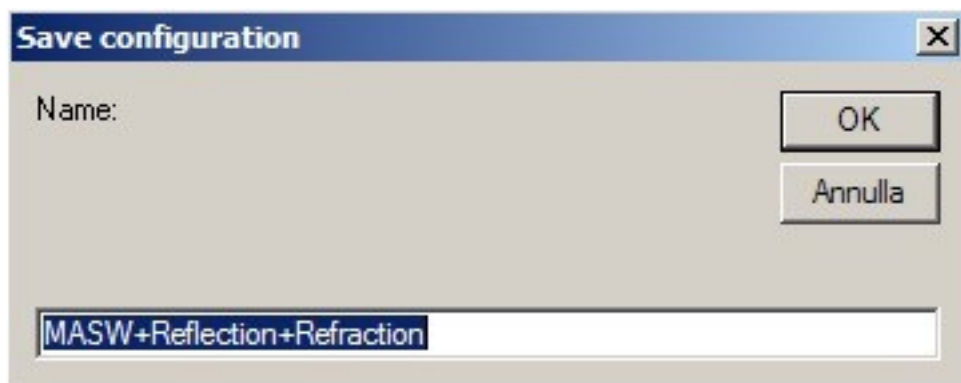 Save configuration
Name:
OK
Annulla
MASW+Reflection+Refraction